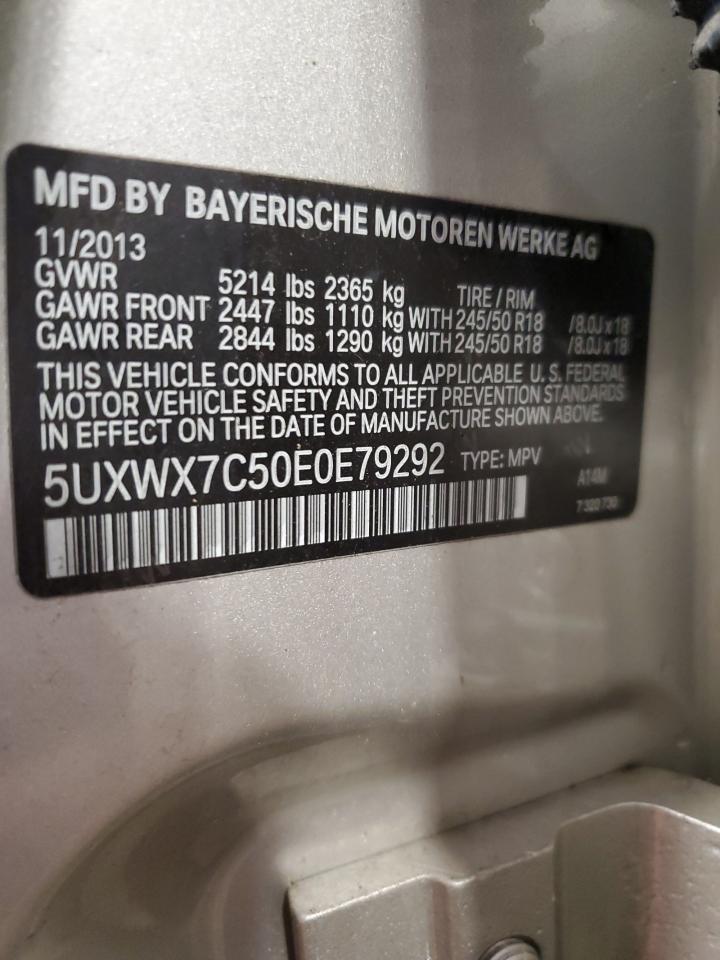 MFD BY BAYERISCHE MOTOREN WERKE AG
11/2013
GVWR 5214 lbs 2365 kg TIRE / RIM
GAWR FRONT 2447 lbs 1110 kg WITH 245/50 R18 /8.0J x 18
GAWR REAR 2844 lbs 1290 kg WITH 245/50 R18 /8.0J x 18
THIS VEHICLE CONFORMS TO ALL APPLICABLE U. S. FEDERAL
MOTOR VEHICLE SAFETY AND THEFT PREVENTION STANDARDS
IN EFFECT ON THE DATE OF MANUFACTURE SHOWN ABOVE.
5UXWX7C50E0E79292 TYPE: MPV
A14M